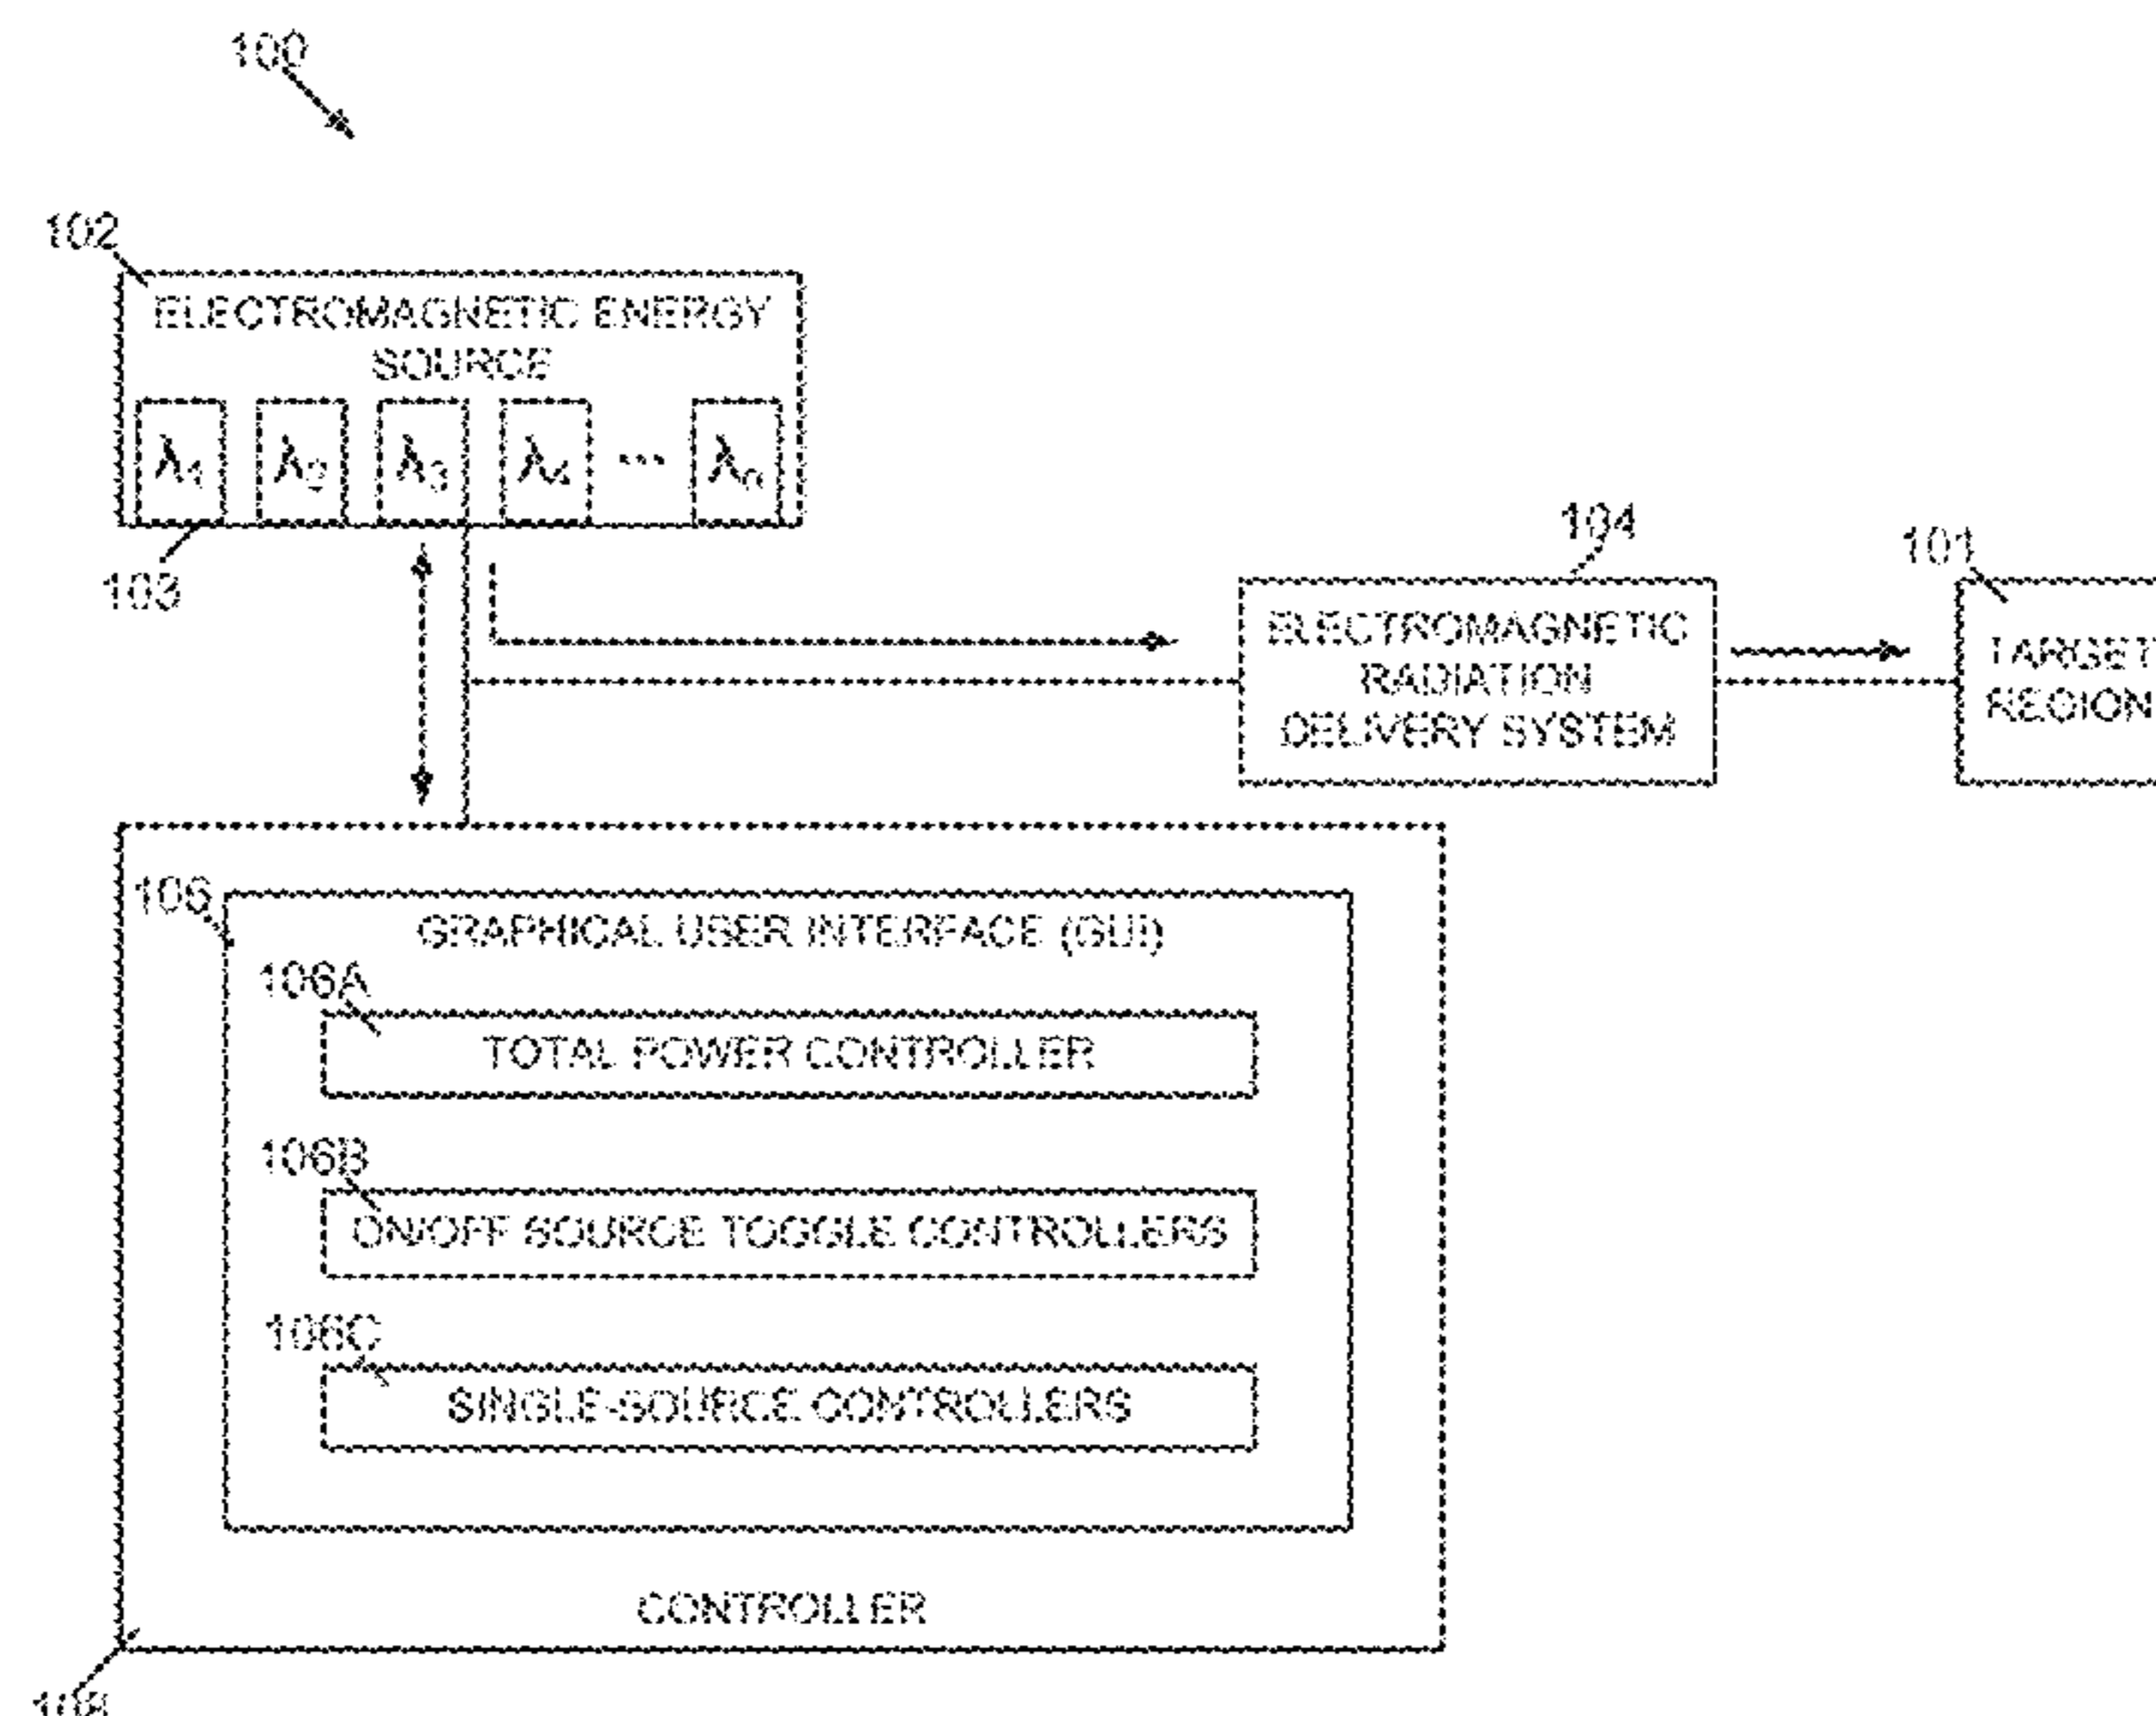 100
102
ELECTROMAGNETIC ENERGY
SOURCE
λ1 λ2 λ3 λ4 ... λn
103
104
101
ELECTROMAGNETIC
RADIATION
DELIVERY SYSTEM
TARGET
REGION
106
GRAPHICAL USER INTERFACE (GUI)
106A
TOTAL POWER CONTROLLER
106B
ON/OFF SOURCE TOGGLE CONTROLLERS
106C
SINGLE-SOURCE CONTROLLERS
CONTROLLER
108